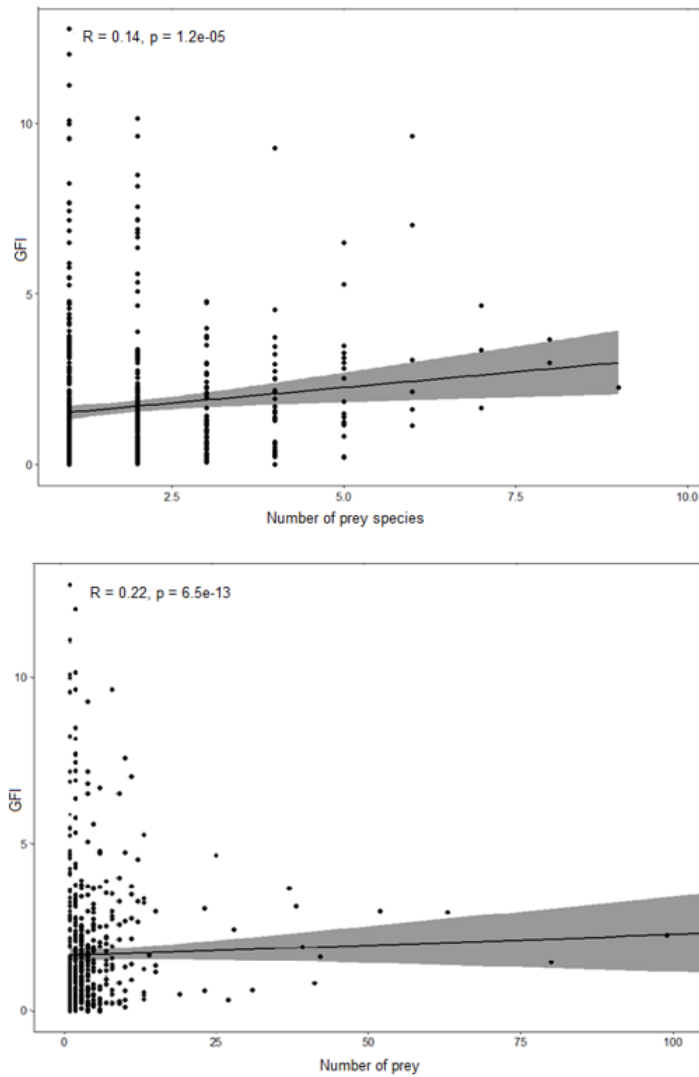 R = 0.14, p = 1.2e-05
10
5
0
GFI
2.5 5.0 7.5 10.0
Number of prey species
R = 0.22, p = 6.5e-13
10
5
0
GFI
0 25 50 75 100
Number of prey